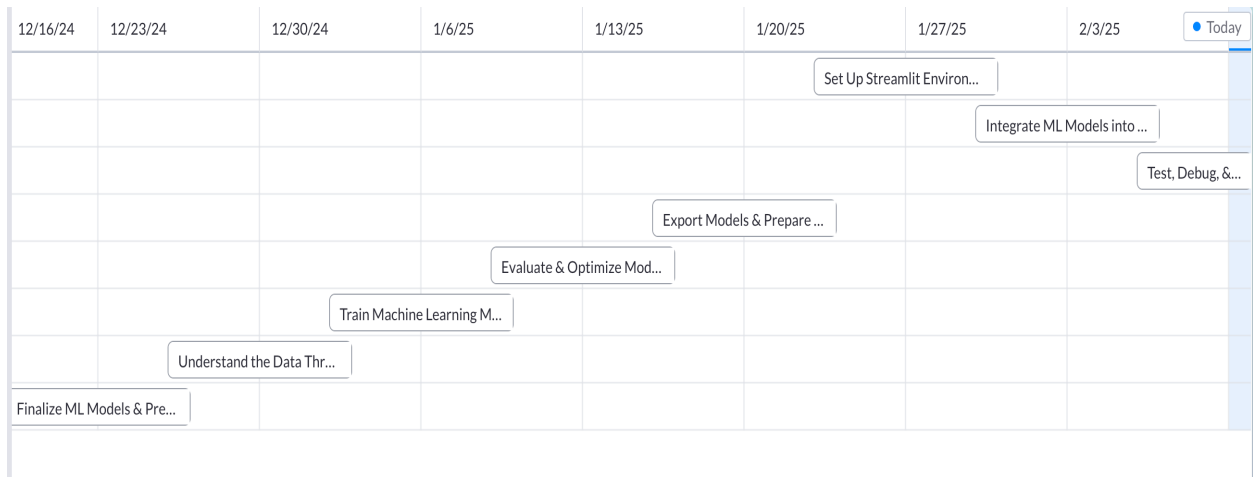 12/16/24 12/23/24 12/30/24 1/6/25 1/13/25 1/20/25 1/27/25 2/3/25 Today
Set Up Streamlit Environ...
Integrate ML Models into ...
Test, Debug, &...
Export Models & Prepare ...
Evaluate & Optimize Mod...
Train Machine Learning M...
Understand the Data Thr...
Finalize ML Models & Pre...